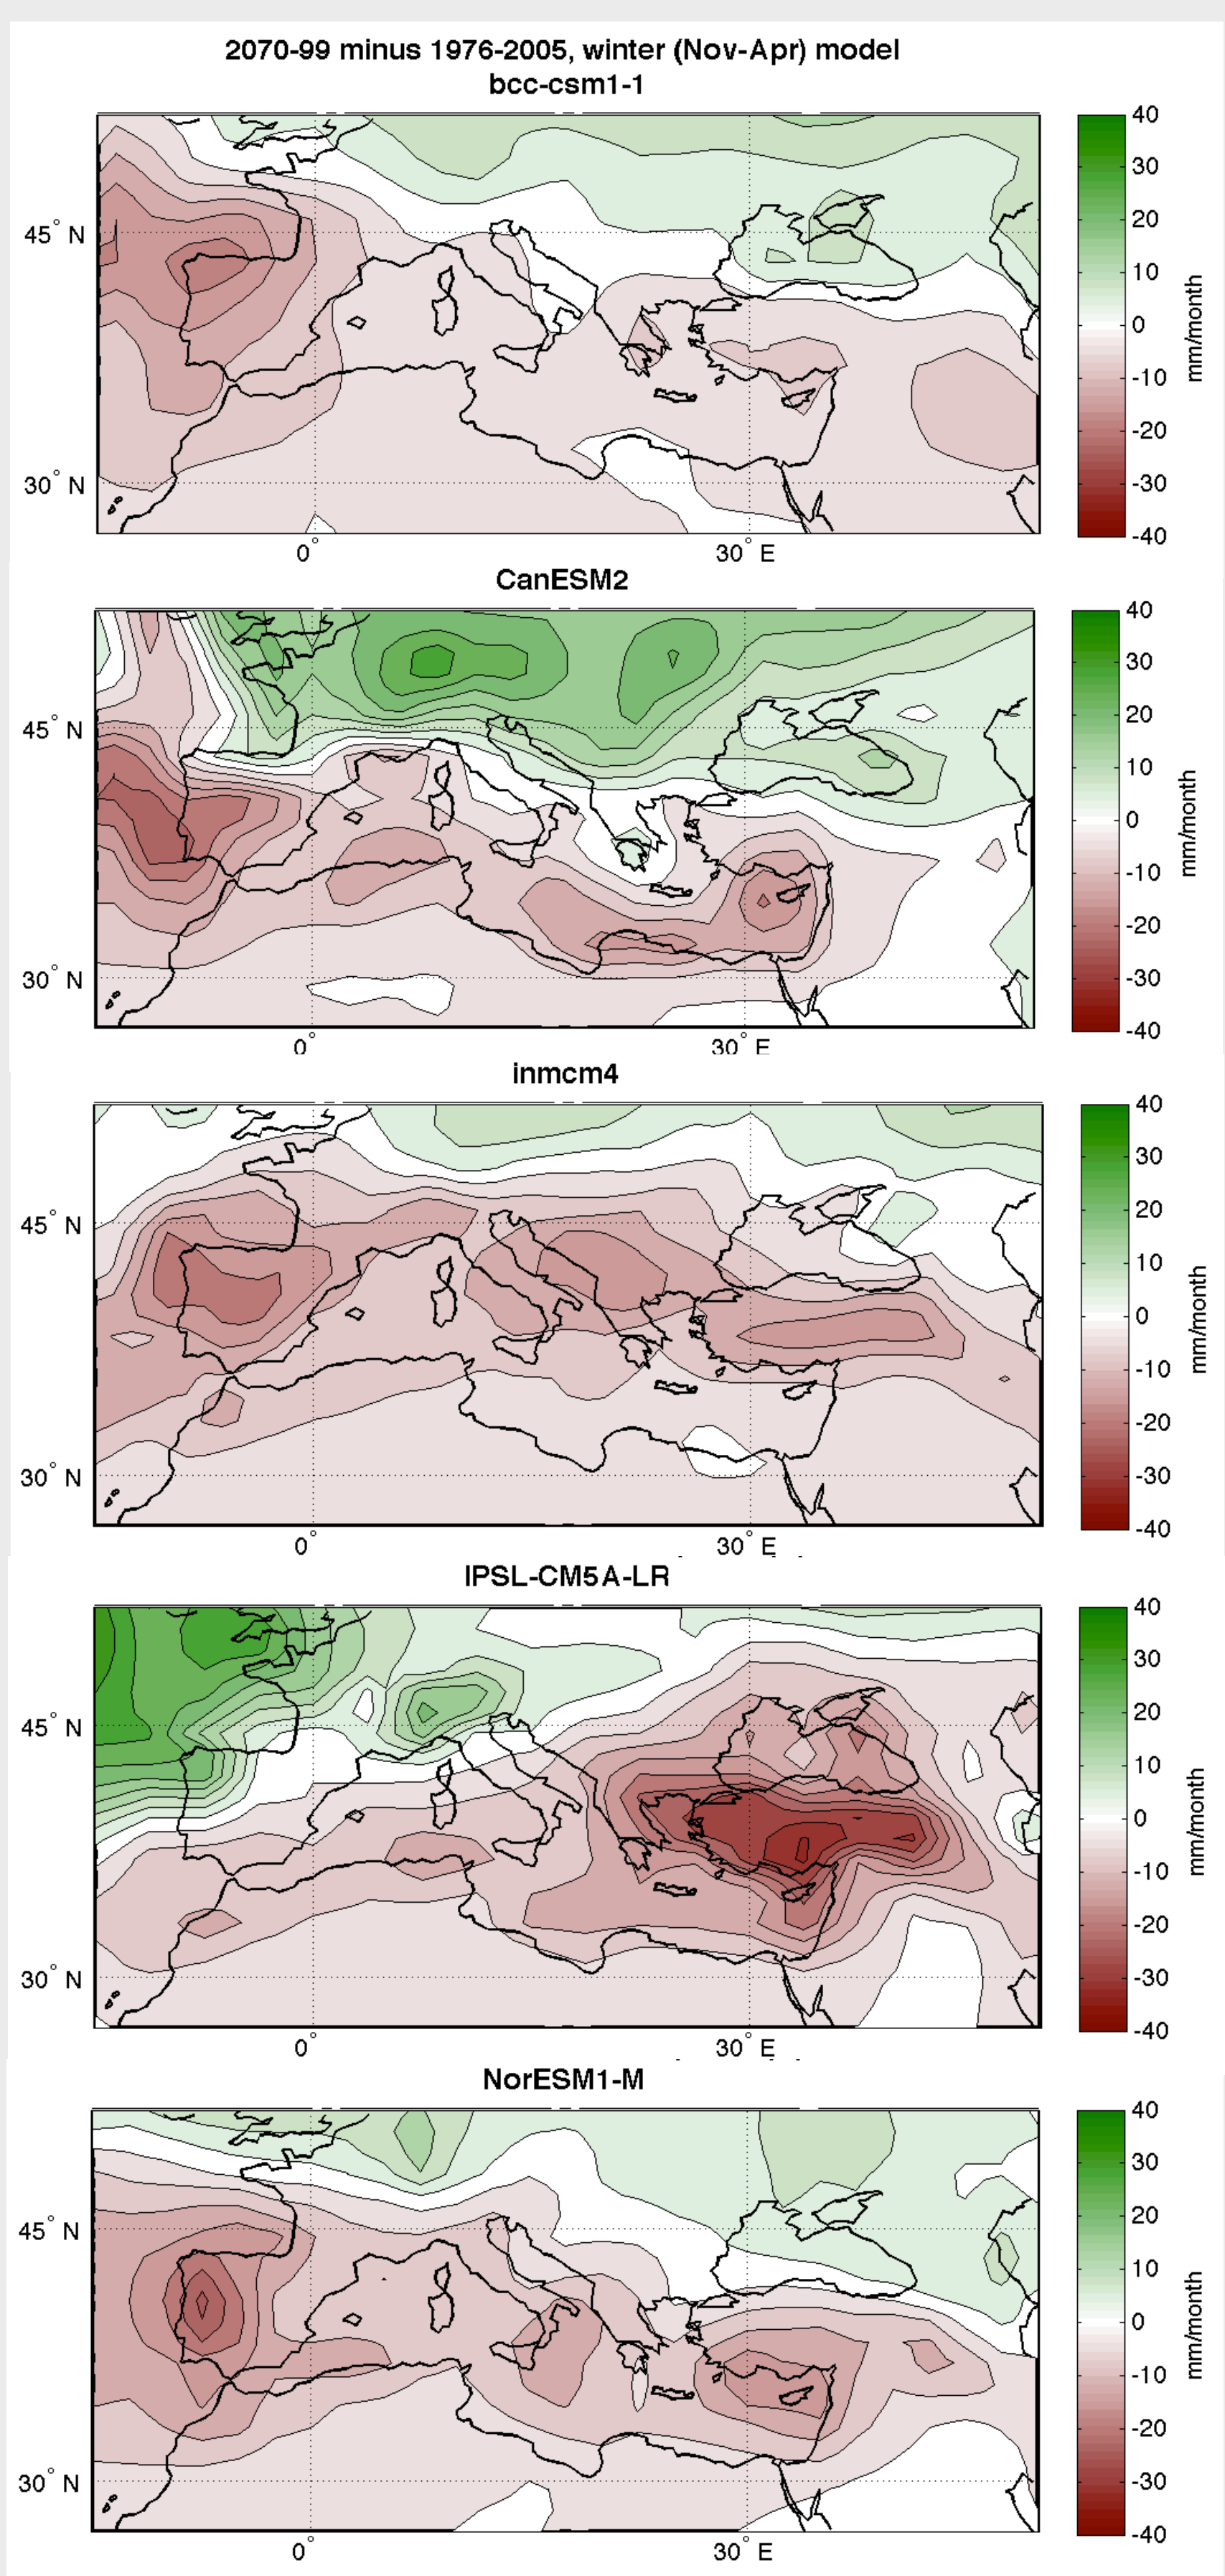 2070-99 minus 1976-2005, winter (Nov-Apr) model
bcc-csm1-1
45° N
30° N
0°
30° E
40
30
20
10
0
-10
-20
-30
-40
mm/month
CanESM2
45° N
30° N
0°
30° E
40
30
20
10
0
-10
-20
-30
-40
mm/month
inmcm4
45° N
30° N
0°
30° E
40
30
20
10
0
-10
-20
-30
-40
mm/month
IPSL-CM5A-LR
45° N
30° N
0°
30° E
40
30
20
10
0
-10
-20
-30
-40
mm/month
NorESM1-M
45° N
30° N
0°
30° E
40
30
20
10
0
-10
-20
-30
-40
mm/month